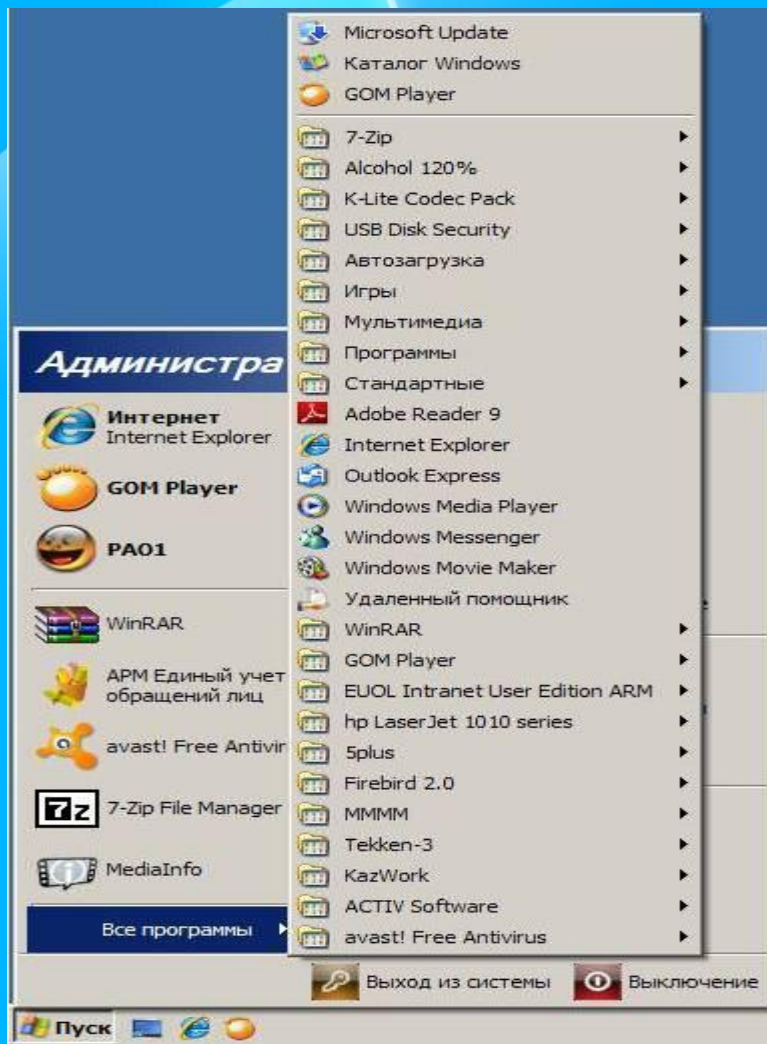 Microsoft Update
Каталог Windows
GOM Player
7-Zip
Alcohol 120%
K-Lite Codec Pack
USB Disk Security
Автозагрузка
Игры
Мультимедиа
Программы
Стандартные
Adobe Reader 9
Internet Explorer
Outlook Express
Windows Media Player
Windows Messenger
Windows Movie Maker
Удаленный помощник
WinRAR
GOM Player
EUOL Intranet User Edition ARM
hp LaserJet 1010 series
5plus
Firebird 2.0
MMMM
Tekken-3
KazWork
ACTIV Software
avast! Free Antivirus
Администра
Интернет
Internet Explorer
GOM Player
РАО1
WinRAR
АРМ Единый учет
обращений лиц
avast! Free Antivir
7-Zip File Manager
MediaInfo
Все программы
Выход из системы
Выключение
Пуск